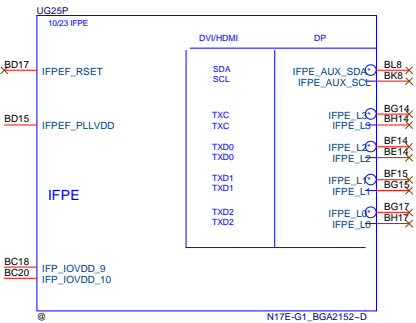 UG25P
10/23 IFPE
DVI/HDMI DP
BD17 IFPEF_RSET SDA IFPE_AUX_SDA* BL8
SCL IFPE_AUX_SCL BK8
TXC IFPE_L3* BG14
BD15 IFPEF_PLLVDD TXC IFPE_L3 BH14
TXD0 IFPE_L2* BF14
TXD0 IFPE_L2 BE14
TXD1 IFPE_L1* BF15
IFPE TXD1 IFPE_L1 BG15
TXD2 IFPE_L0* BG17
TXD2 IFPE_L0 BH17
BC18 IFP_IOVDD_9
BC20 IFP_IOVDD_10
@ N17E-G1_BGA2152~D